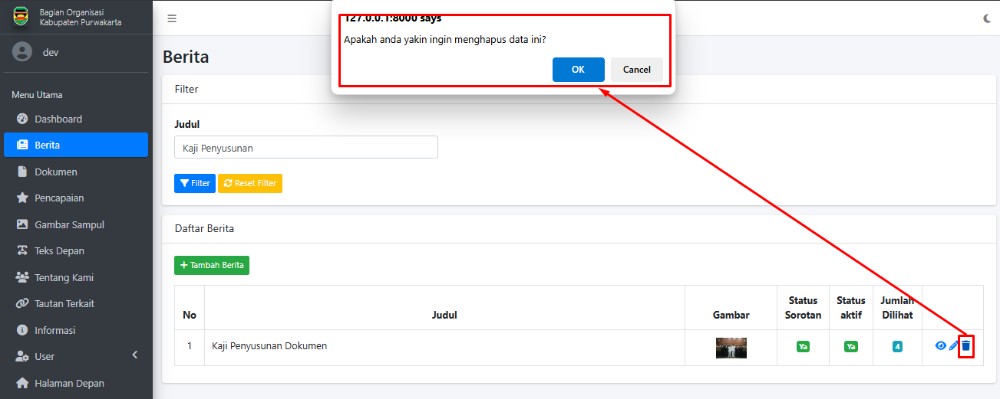 Bagian Organisasi
Kabupaten Purwakarta
dev
Menu Utama
Dashboard
Berita
Dokumen
Pencapaian
Gambar Sampul
Teks Depan
Tentang Kami
Tautan Terkait
Informasi
User
Halaman Depan
127.0.0.1:8000 says
Apakah anda yakin ingin menghapus data ini?
OK Cancel
Berita
Filter
Judul
Kaji Penyusunan
Filter Reset Filter
Daftar Berita
Tambah Berita
No Judul Gambar Status Sorotan Status aktif Jumlah Dilihat
1 Kaji Penyusunan Dokumen Ya Ya 4